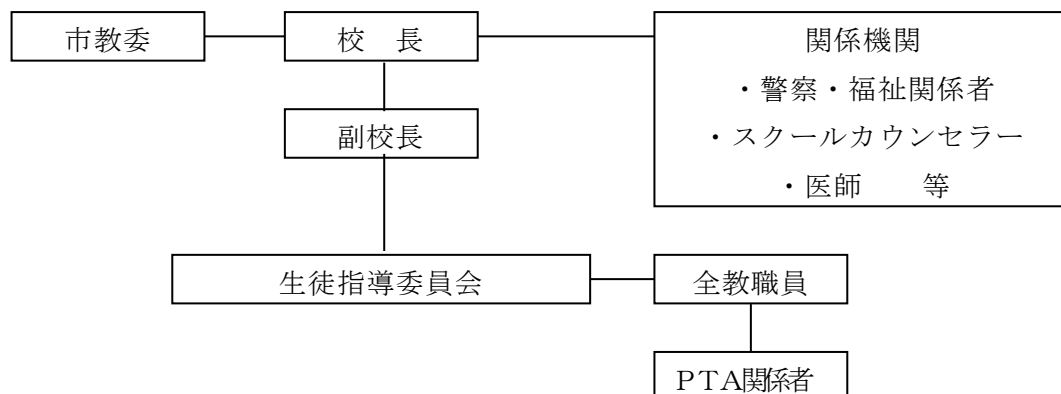 市教委
校　長
関係機関
・警察・福祉関係者
・スクールカウンセラー
・医師　　等
副校長
生徒指導委員会
全教職員
ＰＴＡ関係者